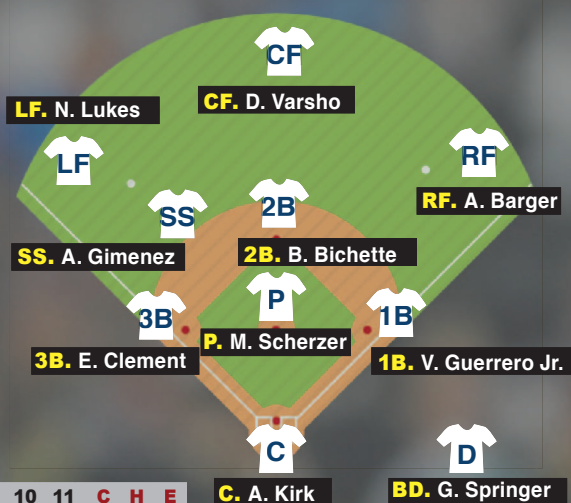 CF
CF. D. Varsho
LF. N. Lukes
LF
RF
RF. A. Barger
SS
2B
SS. A. Gimenez
2B. B. Bichette
P
3B
1B
P. M. Scherzer
3B. E. Clement
1B. V. Guerrero Jr.
C
D
C. A. Kirk
BD. G. Springer
10 11 C H E